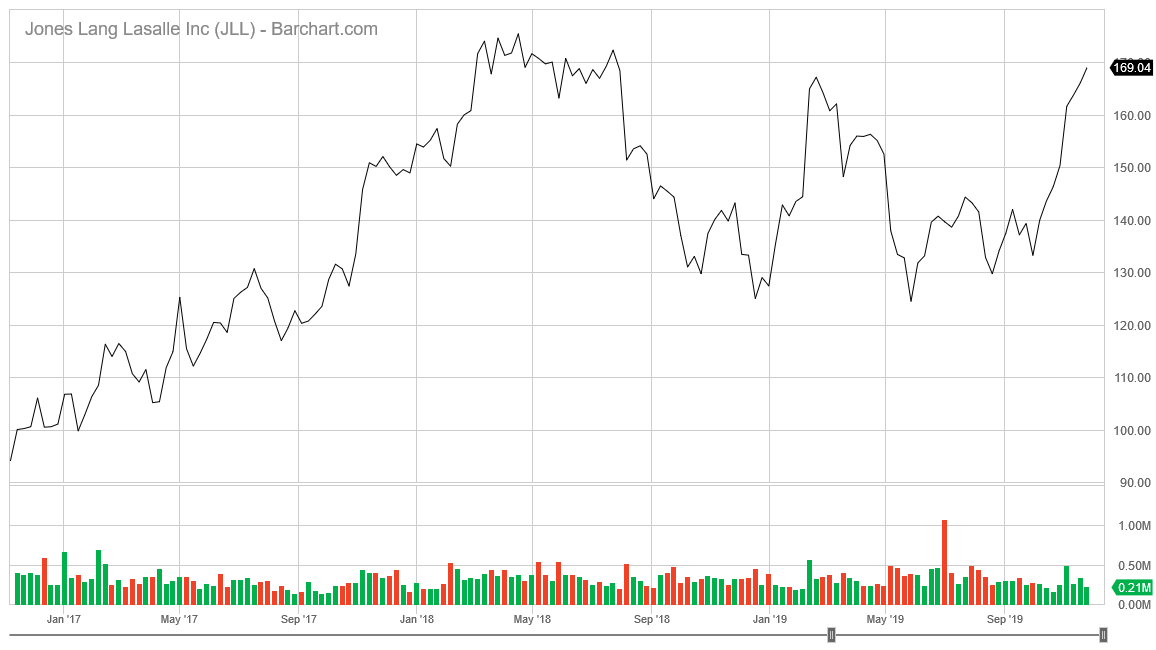 Jones Lang Lasalle Inc (JLL) - Barchart.com
169.04
160.00
150.00
140.00
130.00
120.00
110.00
100.00
90.00
1.00M
0.50M
0.21M
0.00M
Jan '17 May '17 Sep '17 Jan '18 May '18 Sep '18 Jan '19 May '19 Sep '19